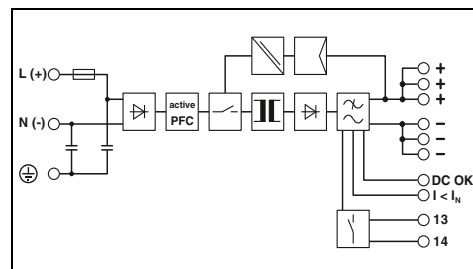 L (+)
N (-)
active
PFC
+
+
+
–
–
–
DC OK
I < IN
13
14